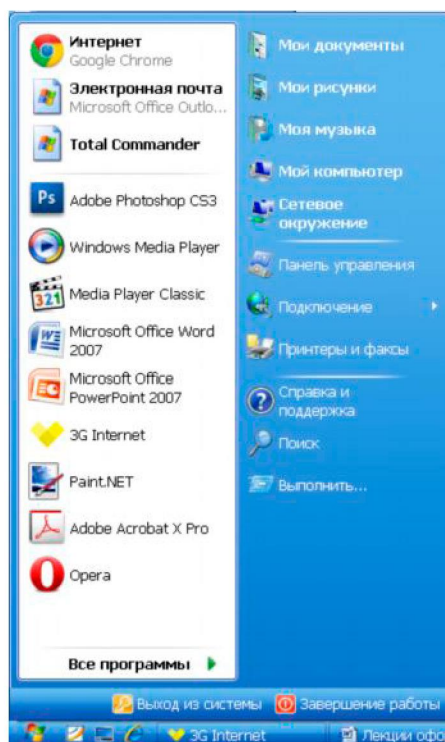 Интернет
Google Chrome
Электронная почта
Microsoft Office Outlo...
Total Commander
Adobe Photoshop CS3
Windows Media Player
Media Player Classic
Microsoft Office Word
2007
Microsoft Office
PowerPoint 2007
3G Internet
Paint.NET
Adobe Acrobat X Pro
Opera
Все программы
Мои документы
Мои рисунки
Моя музыка
Мой компьютер
Сетевое
окружение
Панель управления
Подключение
Принтеры и факсы
Справка и
поддержка
Поиск
Выполнить...
Выход из системы Завершение работы
3G Internet Лекции офо